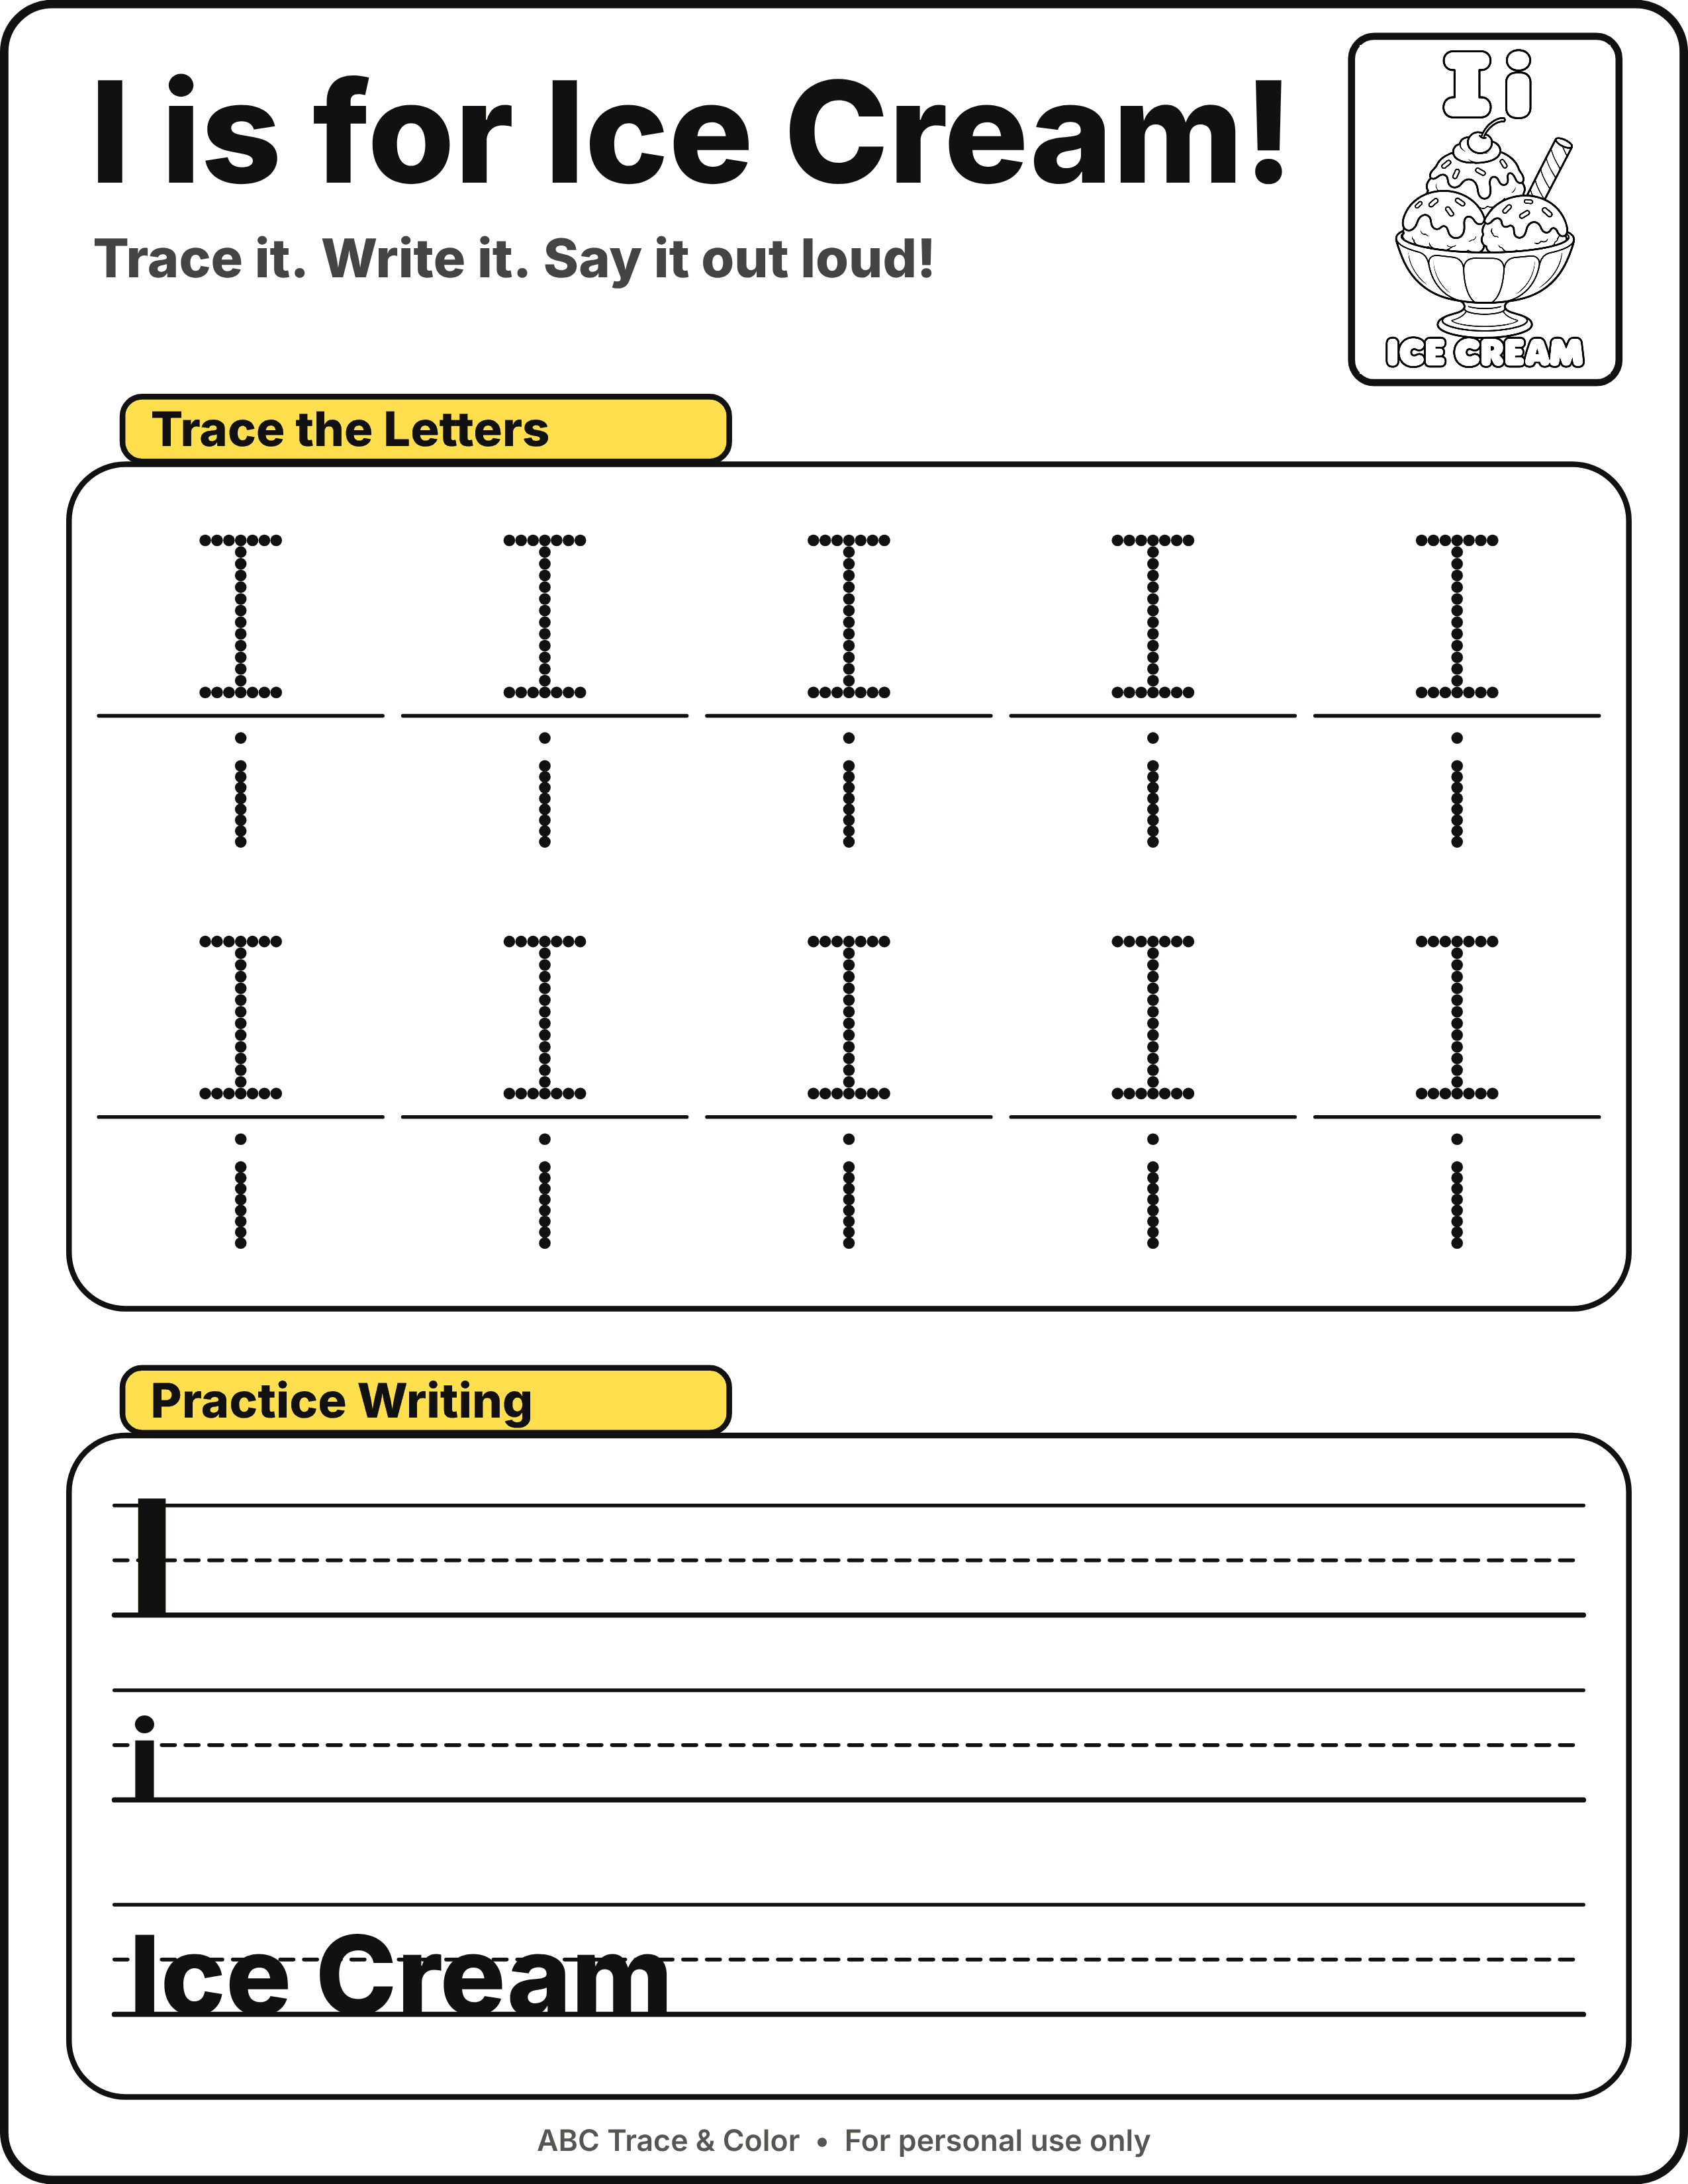 I is for Ice Cream!
Trace it. Write it. Say it out loud!
I i
ICE CREAM
Trace the Letters
I I I I I
i i i i i
I I I I I
i i i i i
Practice Writing
I
i
Ice Cream
ABC Trace & Color • For personal use only